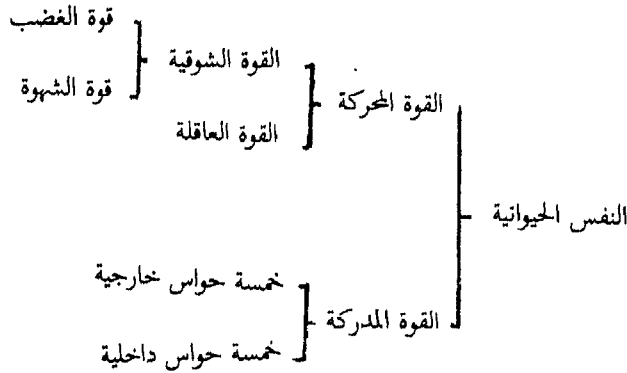 قوة الغضب
القوة الشوقية
قوة الشهوة
القوة المحركة
القوة العاقلة
النفس الحيوانية
خمسة حواس خارجية
القوة المدركة
خمسة حواس داخلية